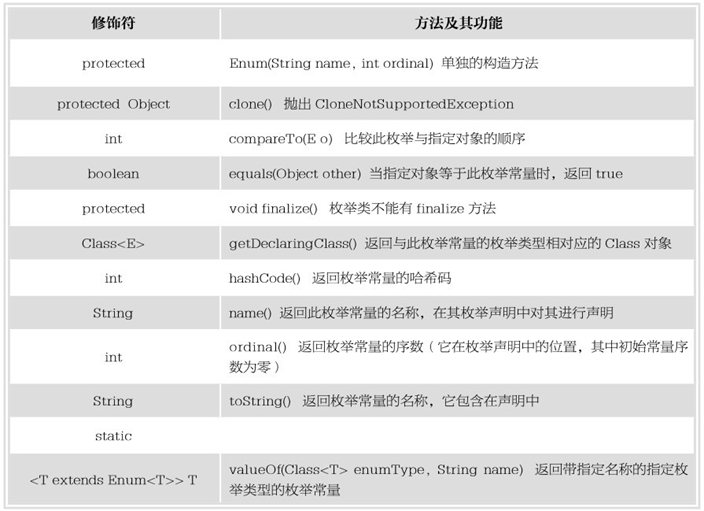 修饰符 方法及其功能
protected Enum(String name, int ordinal) 单独的构造方法
protected Object clone() 抛出 CloneNotSupportedException
int compareTo(E o) 比较此枚举与指定对象的顺序
boolean equals(Object other) 当指定对象等于此枚举常量时，返回 true
protected void finalize() 枚举类不能有 finalize 方法
Class<E> getDeclaringClass() 返回与此枚举常量的枚举类型相对应的 Class 对象
int hashCode() 返回枚举常量的哈希码
String name() 返回此枚举常量的名称，在其枚举声明中对其进行声明
int ordinal() 返回枚举常量的序数（它在枚举声明中的位置，其中初始常量序
数为零）
String toString() 返回枚举常量的名称，它包含在声明中
static
<T extends Enum<T>> T valueOf(Class<T> enumType, String name) 返回带指定名称的指定枚
举类型的枚举常量